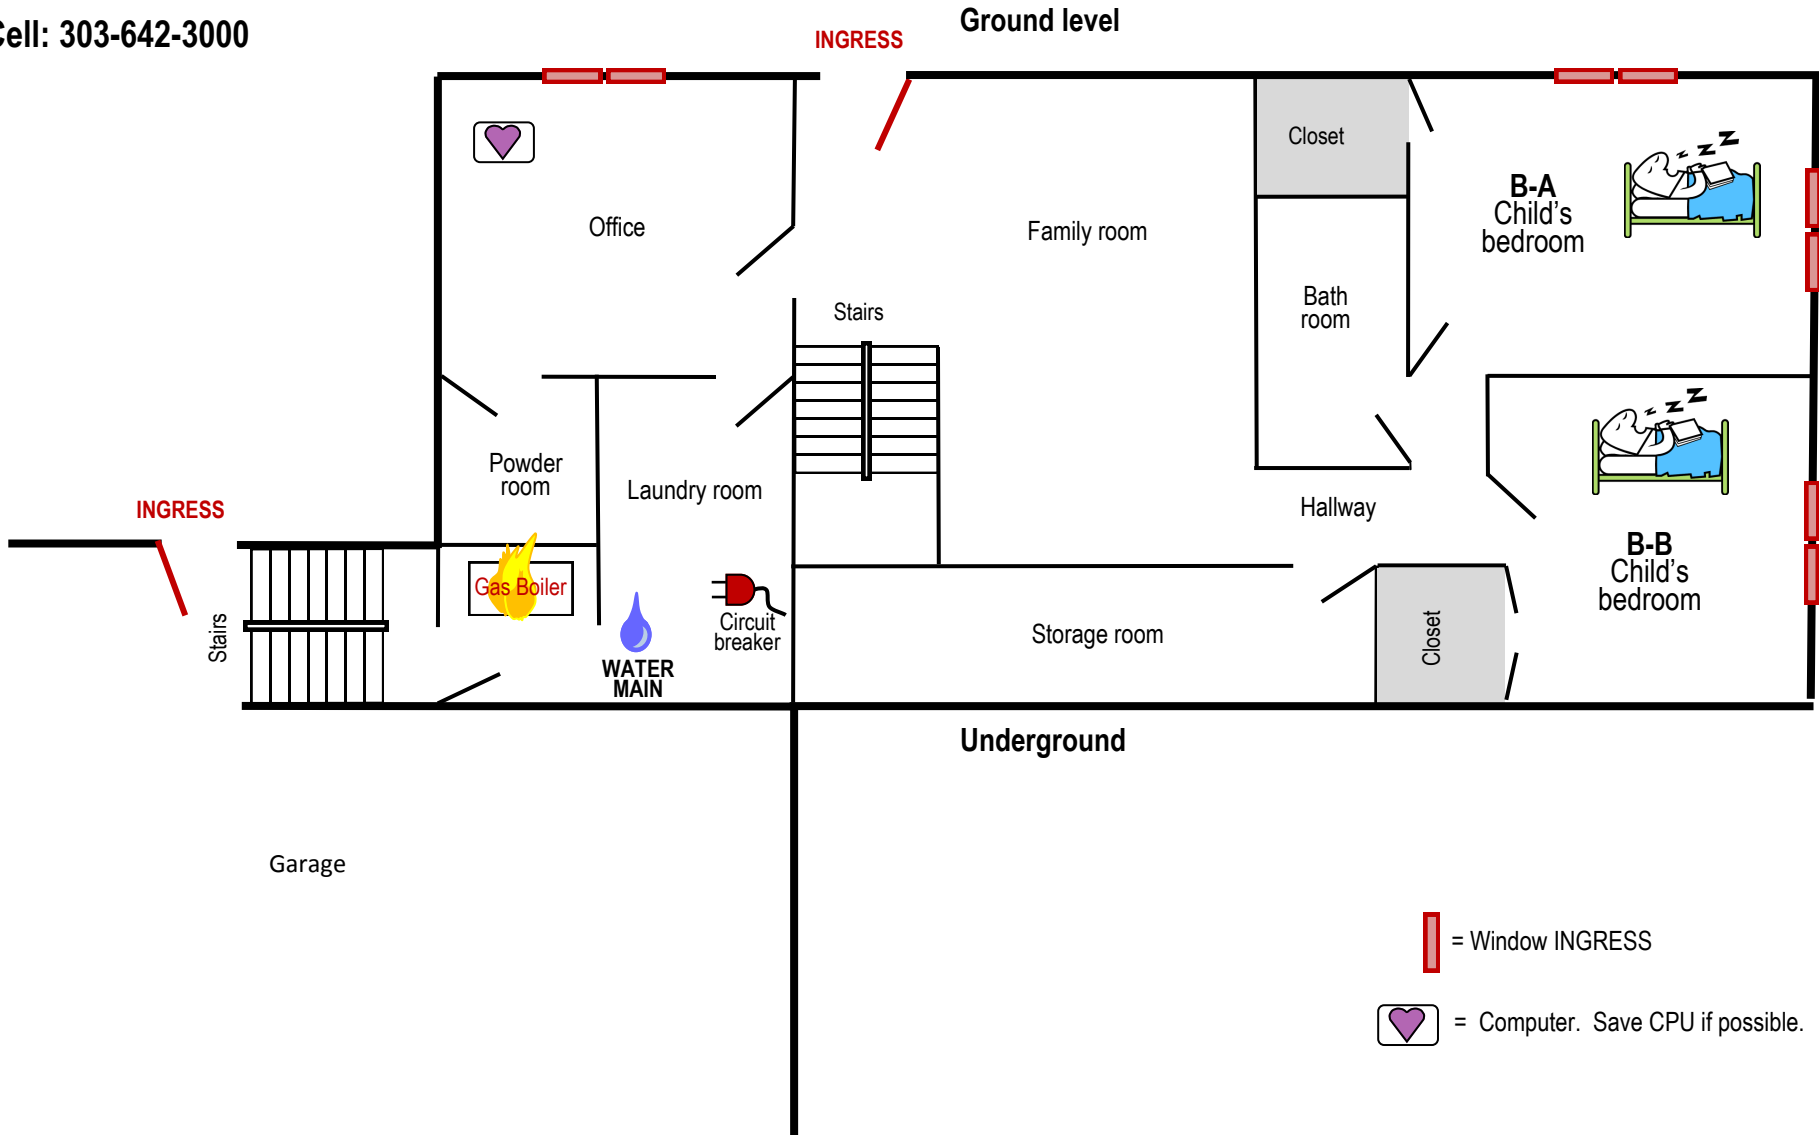 Cell: 303-642-3000
Ground level
INGRESS
Closet
B-A
Child's
bedroom
Office
Family room
Bath
room
Stairs
Powder
room
Laundry room
Hallway
INGRESS
B-B
Child's
bedroom
Gas Boiler
Circuit
breaker
Stairs
Storage room
Closet
WATER
MAIN
Underground
Garage
= Window INGRESS
= Computer. Save CPU if possible.